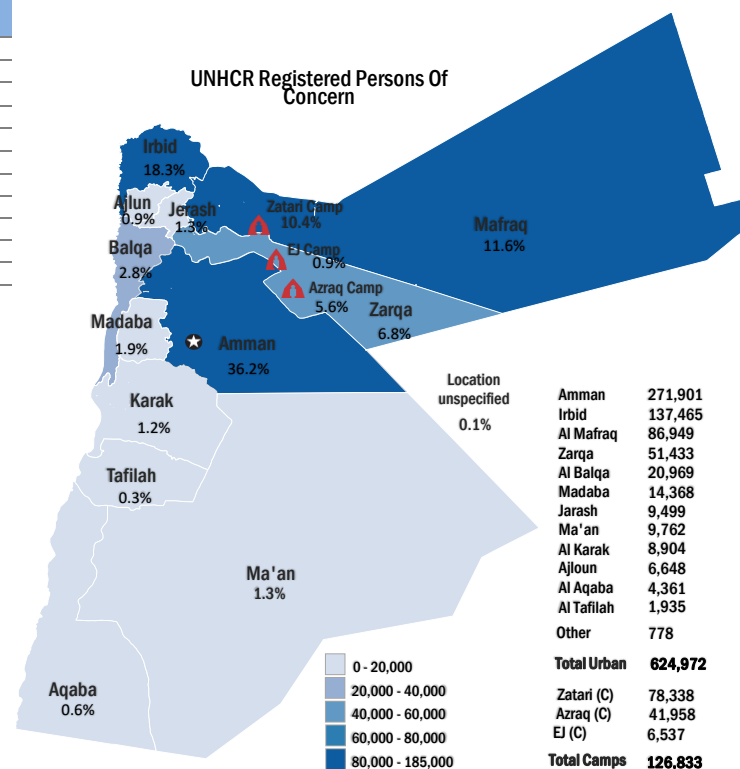 UNHCR Registered Persons Of
Concern
Irbid
18.3%
Ajlun
0.9%
Jerash
1.3%
Zatari Camp
10.4%
Mafraq
11.6%
Balqa
2.8%
EJ Camp
0.9%
Azraq Camp
5.6%
Zarqa
6.8%
Madaba
1.9%
Amman
36.2%
Karak
1.2%
Location
unspecified
0.1%
Tafilah
0.3%
Ma'an
1.3%
Aqaba
0.6%
0 - 20,000
20,000 - 40,000
40,000 - 60,000
60,000 - 80,000
80,000 - 185,000
Amman 271,901
Irbid 137,465
Al Mafraq 86,949
Zarqa 51,433
Al Balqa 20,969
Madaba 14,368
Jarash 9,499
Ma'an 9,762
Al Karak 8,904
Ajloun 6,648
Al Aqaba 4,361
Al Tafilah 1,935
Other 778
Total Urban 624,972
Zatari (C) 78,338
Azraq (C) 41,958
EJ (C) 6,537
Total Camps 126,833